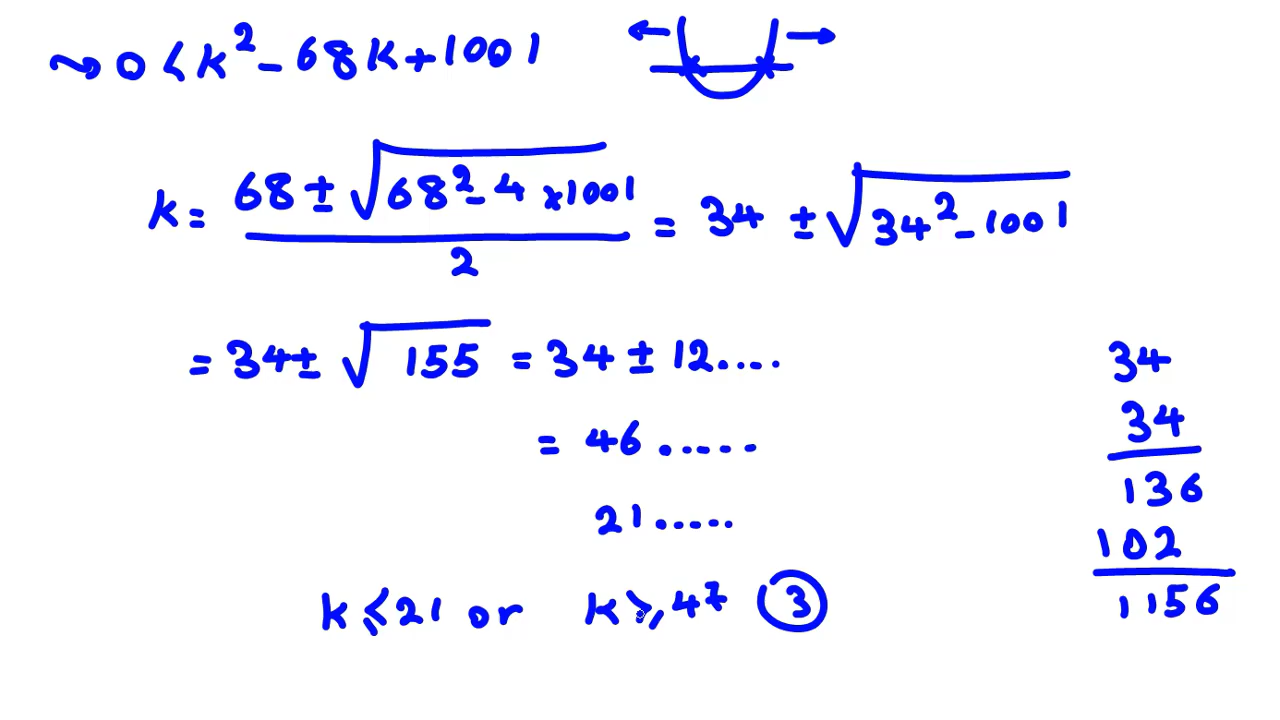 ⇝ 0 < k² - 68k + 1001
k = (68 ± √(68² - 4 × 1001)) / 2 = 34 ± √(34² - 1001)
= 34 ± √155 = 34 ± 12....
= 46.....
21.....
k ⩽ 21 or k ⩾ 47 ③
34
34
136
102
1156